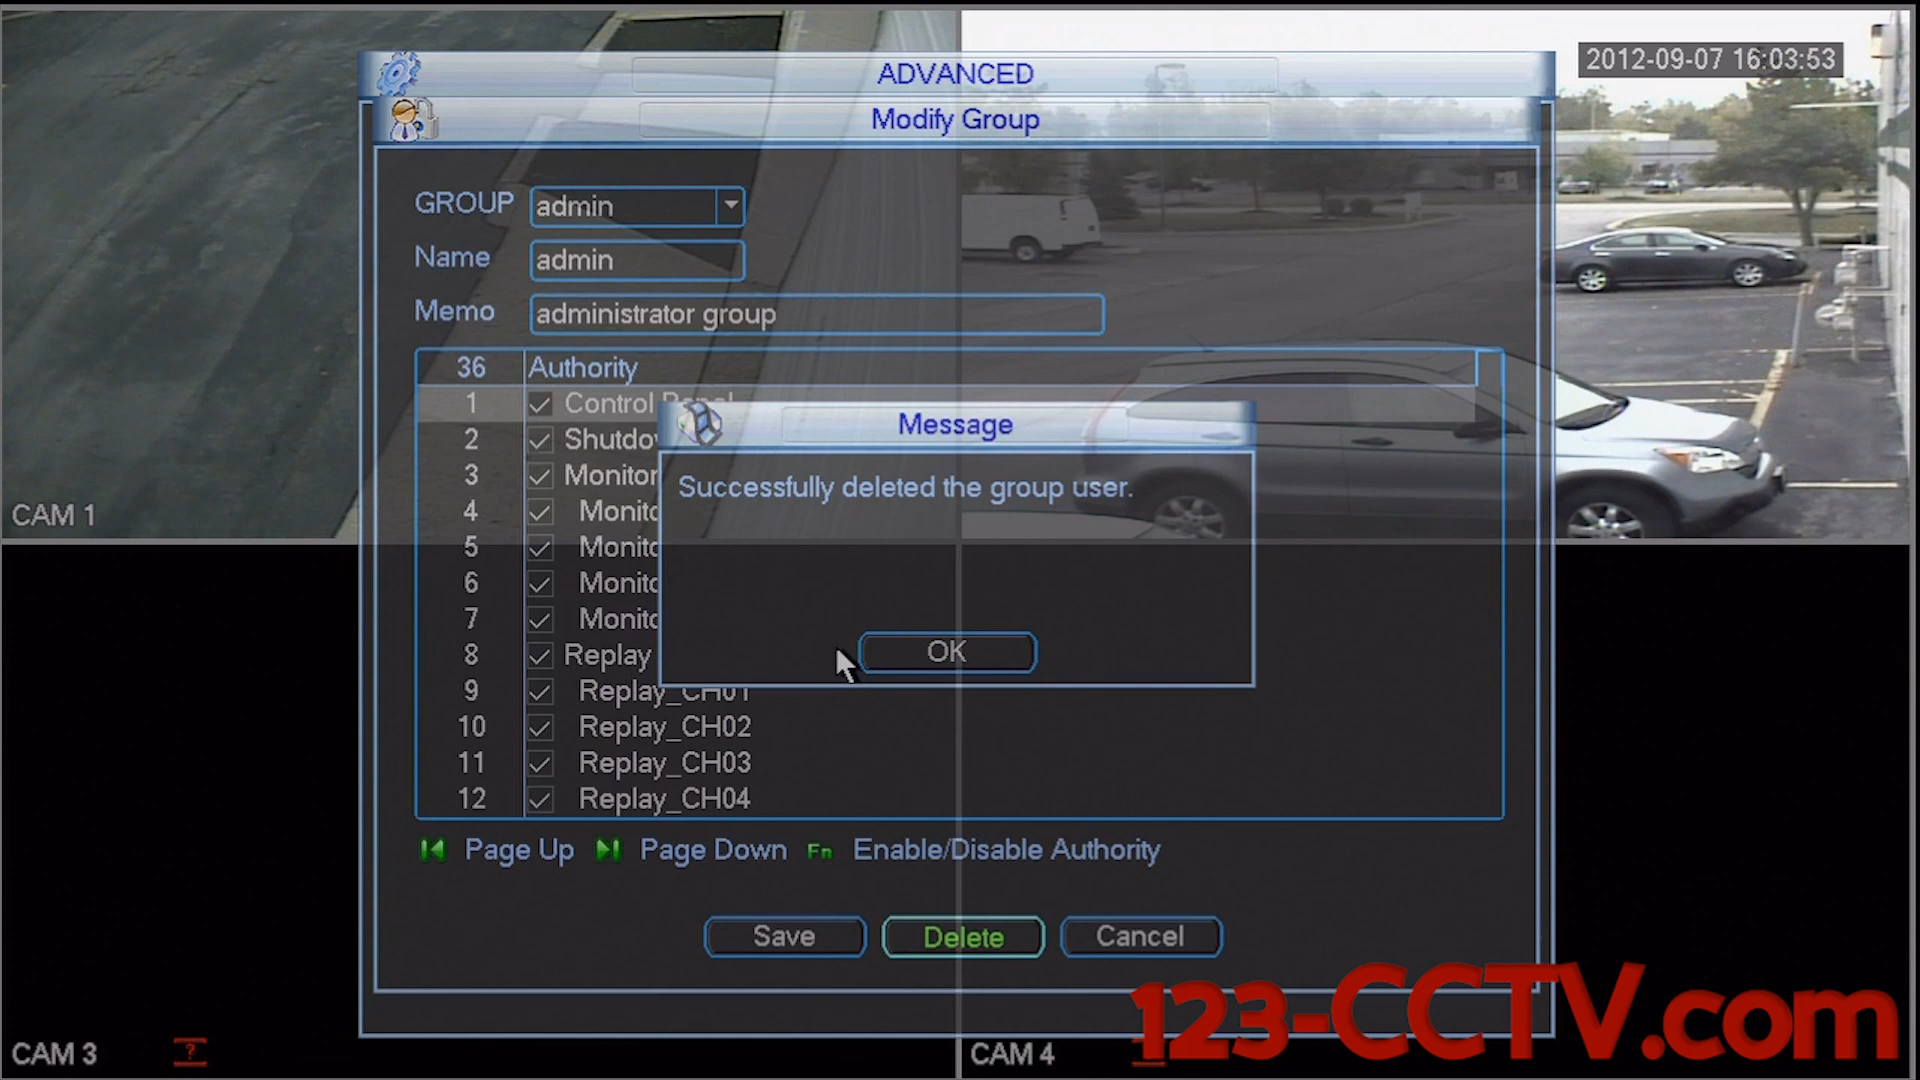 2012-09-07 16:03:53
ADVANCED
Modify Group
GROUP admin
Name admin
Memo administrator group
36 Authority
1 Control
2
3 Monitor
4
5
6
7
8 Replay
9 Replay_CH01
10 Replay_CH02
11 Replay_CH03
12 Replay_CH04
Message
Successfully deleted the group user.
OK
Page Up Page Down Fn Enable/Disable Authority
Save Delete Cancel
CAM 1
CAM 3 ?
CAM 4
123-CCTV.com